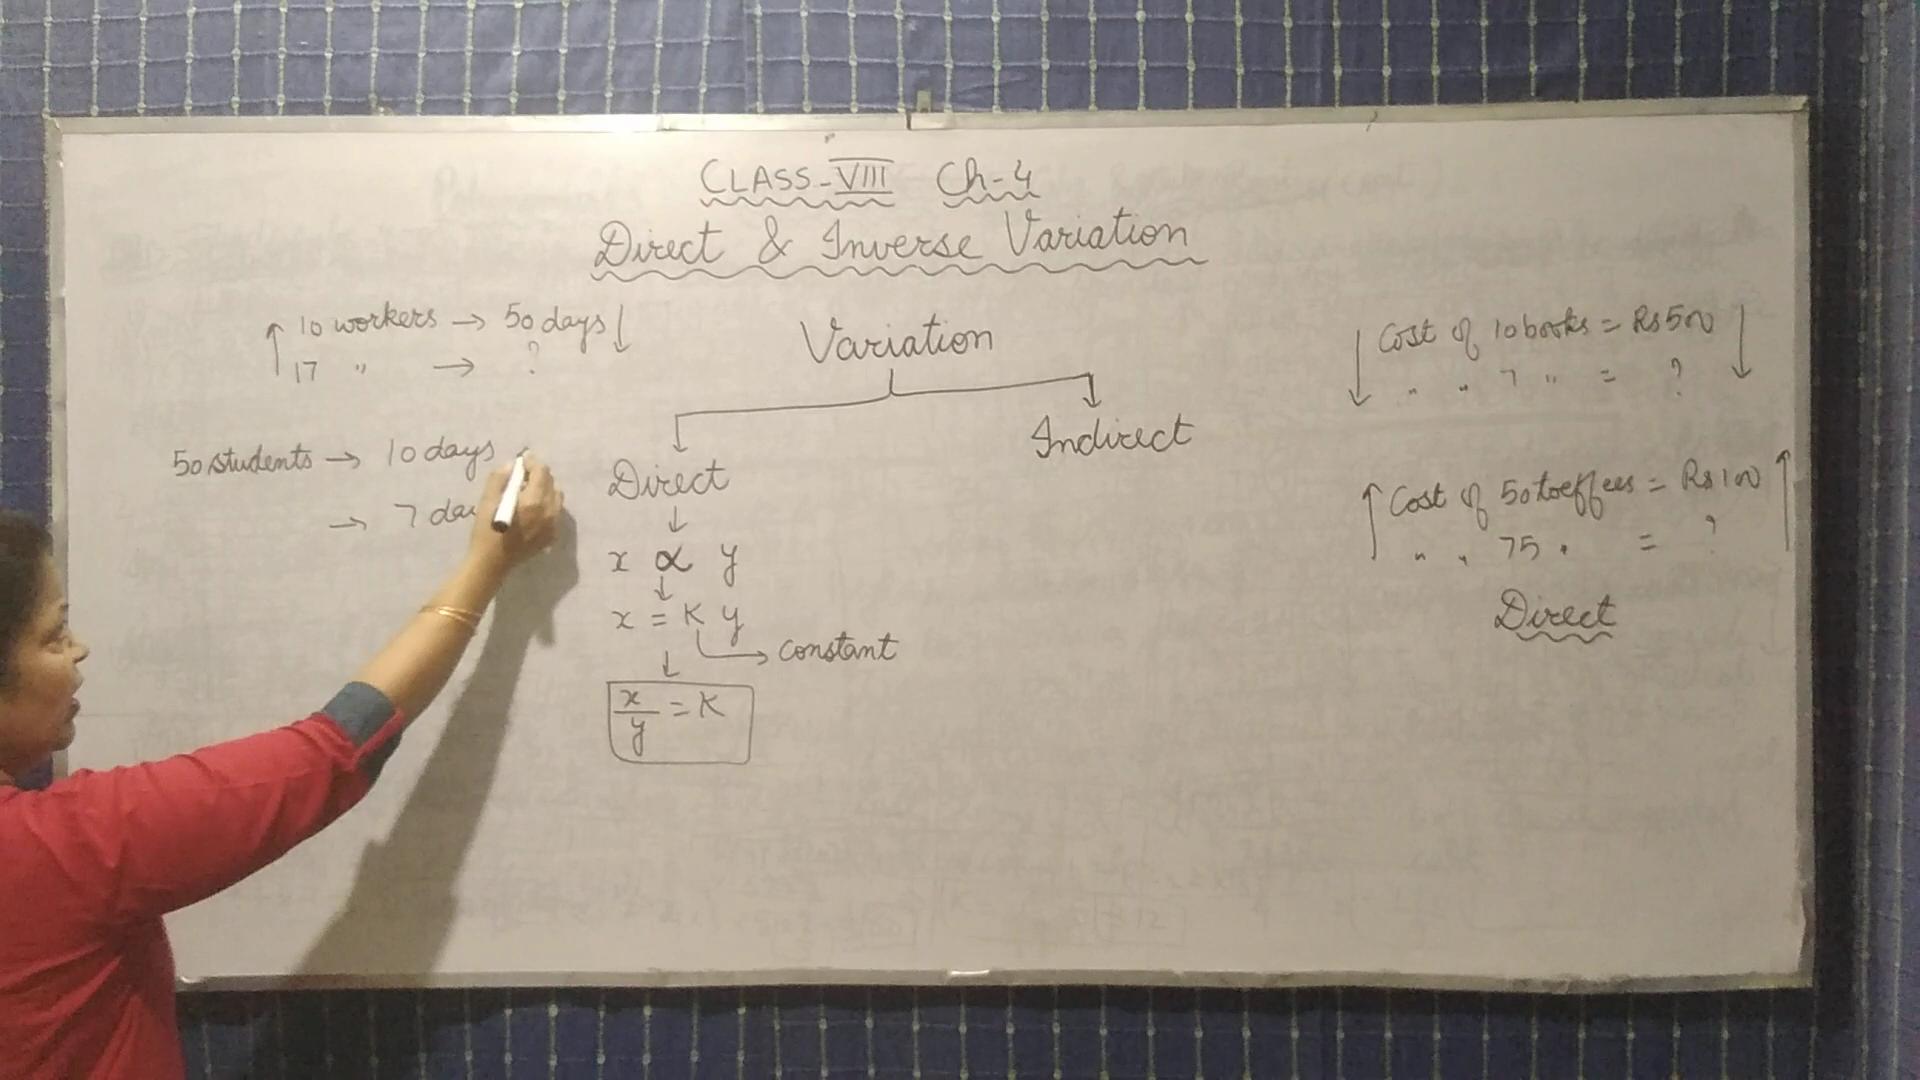 CLASS-VIII Ch-4
Direct & Inverse Variation
10 workers → 50 days
17 " → ?
50 students → 10 days
→ 7 da
Variation
Direct
Indirect
x ∝ y
x = K y
constant
x/y = K
Cost of 10 books = Rs 500
" " 7 " = ?
Cost of 50 toeffees = Rs 100
" " 75 " = ?
Direct